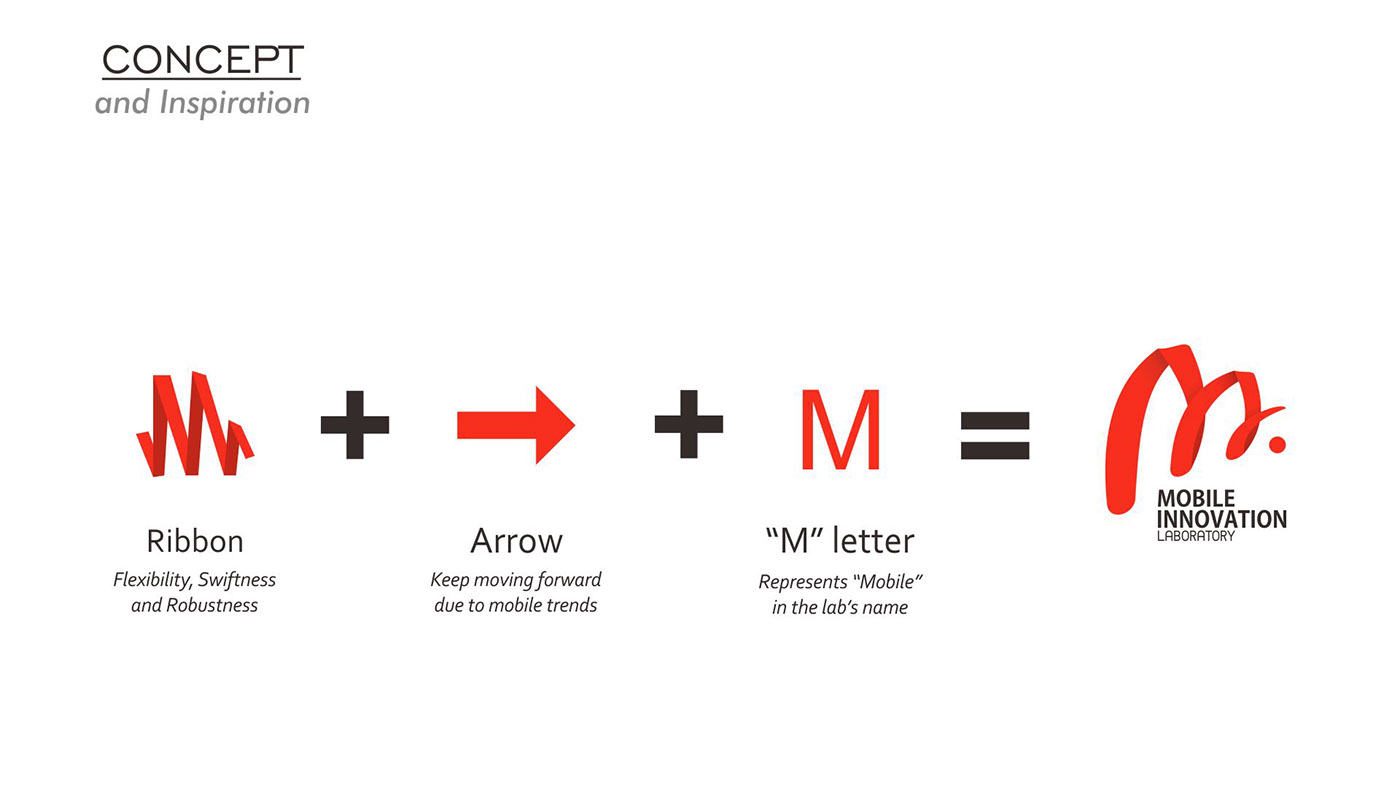 CONCEPT
and Inspiration
Ribbon
Flexibility, Swiftness
and Robustness
Arrow
Keep moving forward
due to mobile trends
M
“M” letter
Represents “Mobile”
in the lab’s name
MOBILE
INNOVATION
LABORATORY